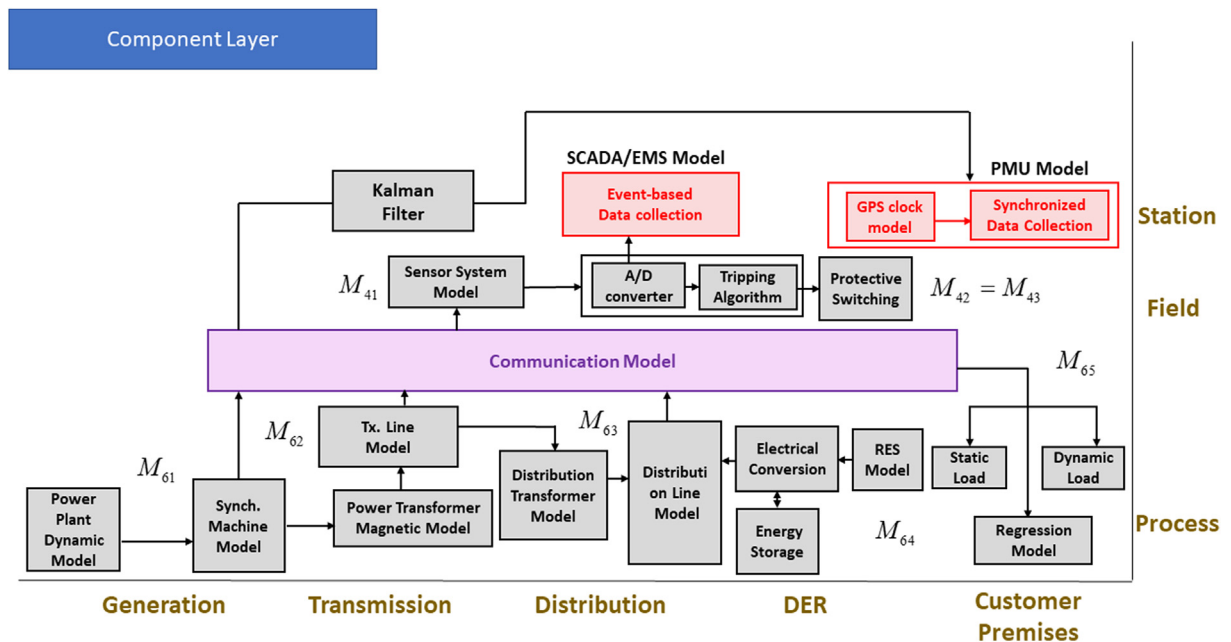 Component Layer
SCADA/EMS Model
PMU Model
Kalman
Filter
Event-based
Data collection
GPS clock
model
Synchronized
Data Collection
Station
M41
Sensor System
Model
A/D
converter
Tripping
Algorithm
Protective
Switching
M42 = M43
Field
Communication Model
M65
M62
Tx. Line
Model
M63
Electrical
Conversion
RES
Model
Static
Load
Dynamic
Load
M61
Distribution
Transformer
Model
Distributi
on Line
Model
Power
Plant
Dynamic
Model
Synch.
Machine
Model
Power Transformer
Magnetic Model
Energy
Storage
M64
Regression
Model
Process
Generation
Transmission
Distribution
DER
Customer
Premises